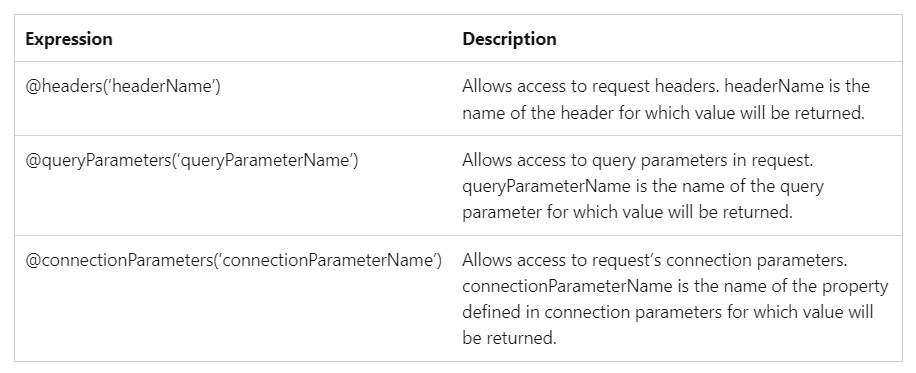 Expression
Description
@headers(‘headerName’)
Allows access to request headers. headerName is the
name of the header for which value will be returned.
@queryParameters(‘queryParameterName’)
Allows access to query parameters in request.
queryParameterName is the name of the query
parameter for which value will be returned.
@connectionParameters(‘connectionParameterName’)
Allows access to request’s connection parameters.
connectionParameterName is the name of the property
defined in connection parameters for which value will
be returned.